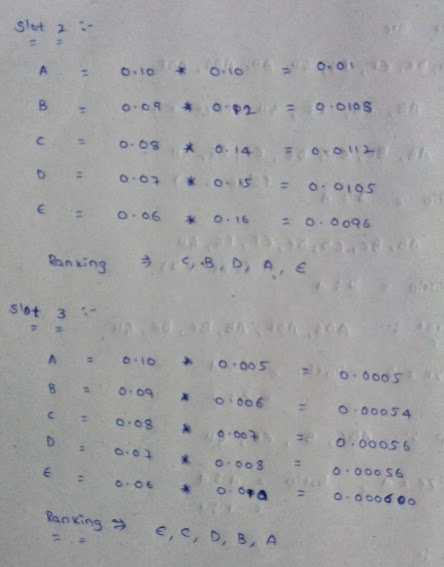 Slot 2 :-
= =
A = 0.10 * 0.10 = 0.01
B = 0.09 * 0.12 = 0.0108
C = 0.08 * 0.14 = 0.0112
D = 0.07 * 0.15 = 0.0105
E = 0.06 * 0.16 = 0.0096
Ranking ⇒ C, B, D, A, E
Slot 3 :-
= =
A = 0.10 * 0.005 = 0.0005
B = 0.09 * 0.006 = 0.00054
C = 0.08 * 0.007 = 0.00056
D = 0.07 * 0.008 = 0.00056
E = 0.06 * = 0.000600
Ranking ⇒ E, C, D, B, A
= =